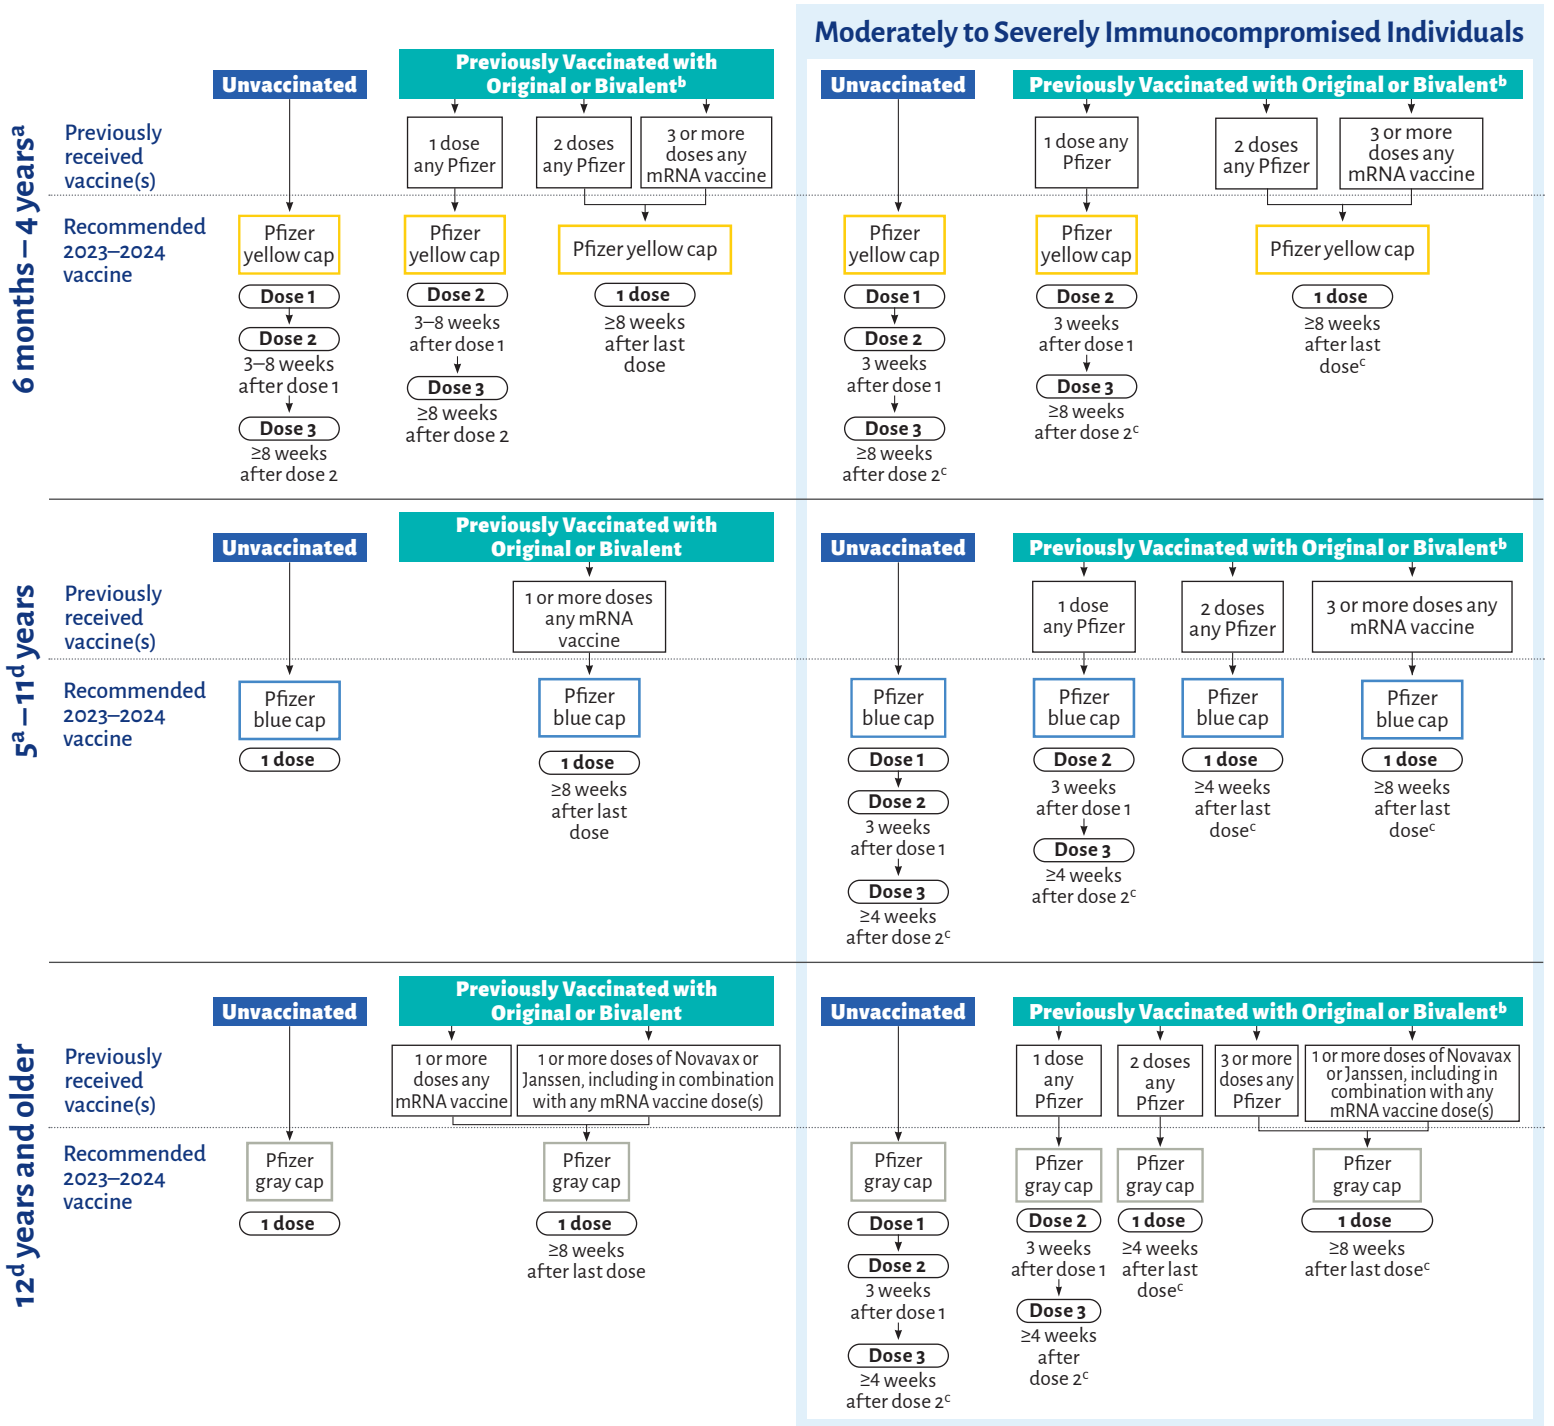 Moderately to Severely Immunocompromised Individuals
6 months – 4 yearsᵃ
Unvaccinated
Previously Vaccinated with
Original or Bivalentᵇ
Unvaccinated
Previously Vaccinated with Original or Bivalentᵇ
Previously
received
vaccine(s)
1 dose
any Pfizer
2 doses
any Pfizer
3 or more
doses any
mRNA vaccine
1 dose any
Pfizer
2 doses
any Pfizer
3 or more
doses any
mRNA vaccine
Recommended
2023–2024
vaccine
Pfizer
yellow cap
Dose 1
Dose 2
3–8 weeks
after dose 1
Dose 3
≥8 weeks
after dose 2
Pfizer
yellow cap
Dose 2
3–8 weeks
after dose 1
Dose 3
≥8 weeks
after dose 2
Pfizer yellow cap
1 dose
≥8 weeks
after last
dose
Pfizer
yellow cap
Dose 1
Dose 2
3 weeks
after dose 1
Dose 3
≥8 weeks
after dose 2ᶜ
Pfizer
yellow cap
Dose 2
3 weeks
after dose 1
Dose 3
≥8 weeks
after dose 2ᶜ
Pfizer yellow cap
1 dose
≥8 weeks
after last
doseᶜ
5ᵃ – 11ᵈ years
Unvaccinated
Previously Vaccinated with
Original or Bivalent
Unvaccinated
Previously Vaccinated with Original or Bivalentᵇ
Previously
received
vaccine(s)
1 or more doses
any mRNA
vaccine
1 dose
any Pfizer
2 doses
any Pfizer
3 or more doses any
mRNA vaccine
Recommended
2023–2024
vaccine
Pfizer
blue cap
1 dose
Pfizer
blue cap
1 dose
≥8 weeks
after last
dose
Pfizer
blue cap
Dose 1
Dose 2
3 weeks
after dose 1
Dose 3
≥4 weeks
after dose 2ᶜ
Pfizer
blue cap
Dose 2
3 weeks
after dose 1
Dose 3
≥4 weeks
after dose 2ᶜ
Pfizer
blue cap
1 dose
≥4 weeks
after last
doseᶜ
Pfizer
blue cap
1 dose
≥8 weeks
after last
doseᶜ
12ᵈ years and older
Unvaccinated
Previously Vaccinated with
Original or Bivalent
Unvaccinated
Previously Vaccinated with Original or Bivalentᵇ
Previously
received
vaccine(s)
1 or more
doses any
mRNA vaccine
1 or more doses of Novavax or
Janssen, including in combination
with any mRNA vaccine dose(s)
1 dose
any
Pfizer
2 doses
any
Pfizer
3 or more
doses any
Pfizer
1 or more doses of Novavax
or Janssen, including in
combination with any
mRNA vaccine dose(s)
Recommended
2023–2024
vaccine
Pfizer
gray cap
1 dose
Pfizer
gray cap
1 dose
≥8 weeks
after last dose
Pfizer
gray cap
Dose 1
Dose 2
3 weeks
after dose 1
Dose 3
≥4 weeks
after dose 2ᶜ
Pfizer
gray cap
Dose 2
3 weeks
after dose 1
Dose 3
≥4 weeks
after
dose 2ᶜ
Pfizer
gray cap
1 dose
≥4 weeks
after last
doseᶜ
Pfizer
gray cap
1 dose
≥8 weeks
after last doseᶜ